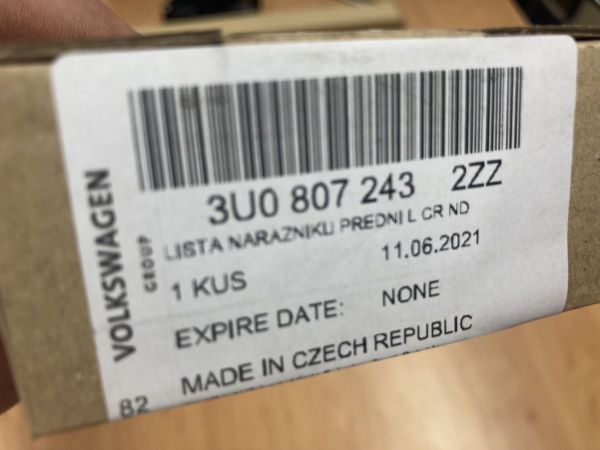 VOLKSWAGEN
GROUP
3U0 807 243 2ZZ
LISTA NARAZNIKU PREDNI L CR ND
1 KUS 11.06.2021
EXPIRE DATE: NONE
MADE IN CZECH REPUBLIC
B2